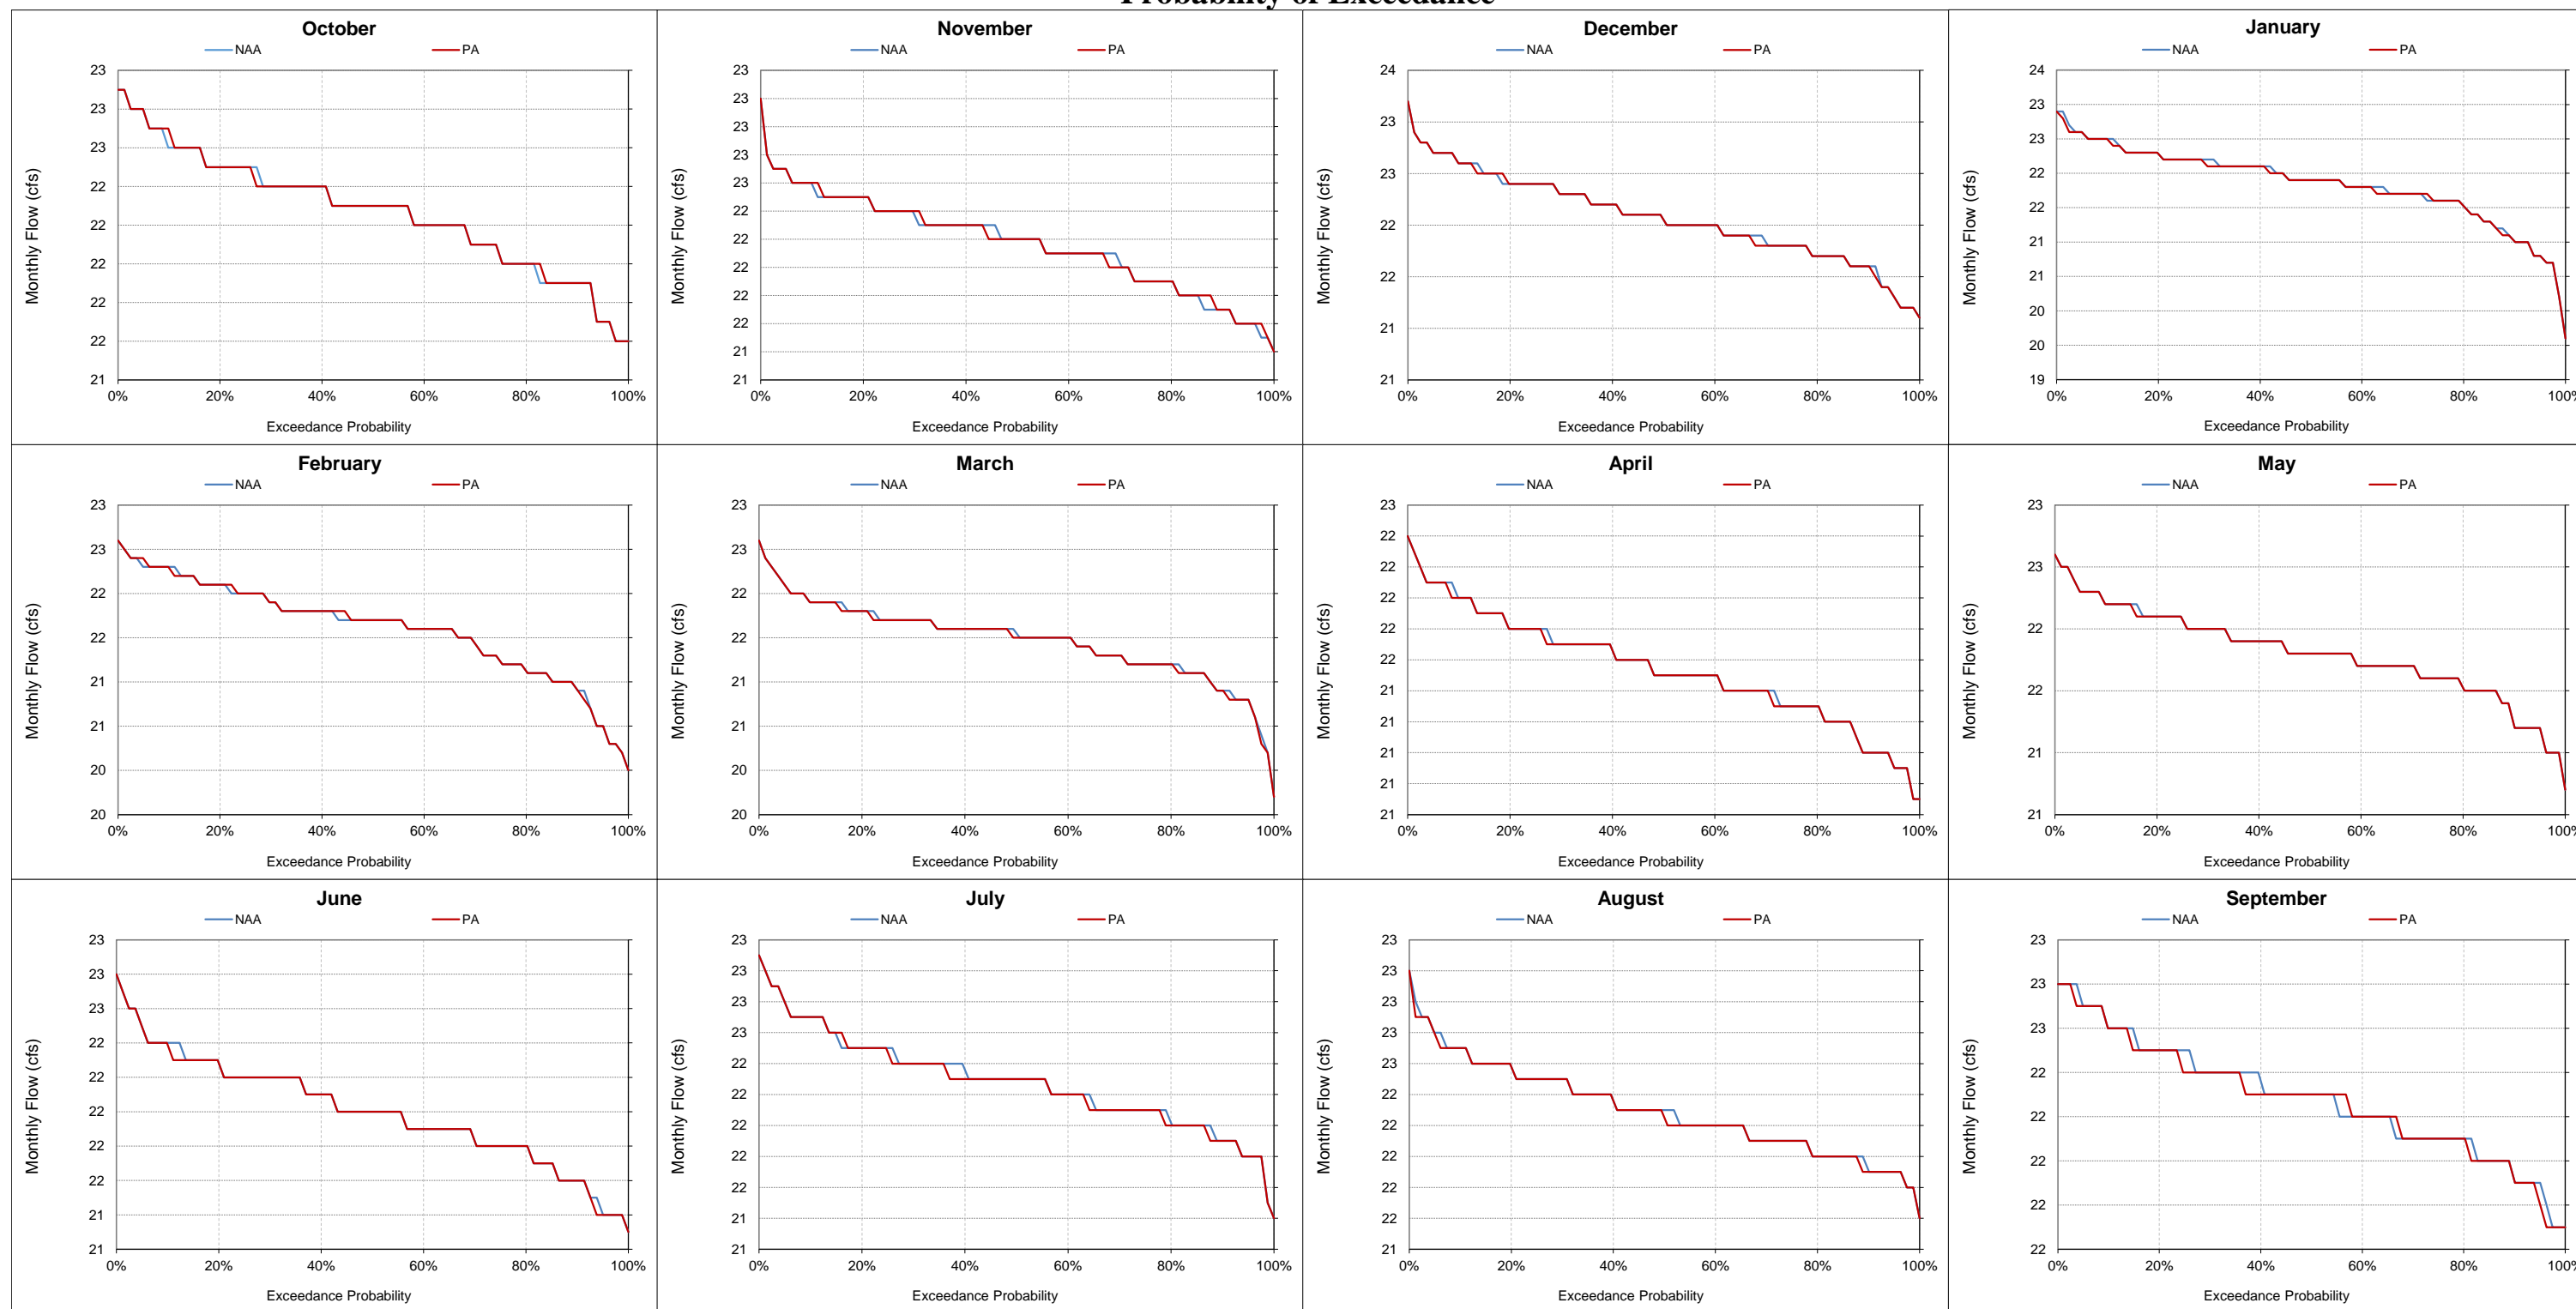 Probability of Exceedance
October
NAA PA
23
23
23
22
22
22
22
22
21
0% 20% 40% 60% 80% 100%
Monthly Flow (cfs)
Exceedance Probability
November
NAA PA
23
23
23
23
23
22
22
22
22
22
21
21
0% 20% 40% 60% 80% 100%
Monthly Flow (cfs)
Exceedance Probability
December
NAA PA
24
23
23
22
22
21
21
0% 20% 40% 60% 80% 100%
Monthly Flow (cfs)
Exceedance Probability
January
NAA PA
24
23
23
22
22
21
21
20
20
19
0% 20% 40% 60% 80% 100%
Monthly Flow (cfs)
Exceedance Probability
February
NAA PA
23
23
22
22
21
21
20
20
0% 20% 40% 60% 80% 100%
Monthly Flow (cfs)
Exceedance Probability
March
NAA PA
23
23
22
22
21
21
20
20
0% 20% 40% 60% 80% 100%
Monthly Flow (cfs)
Exceedance Probability
April
NAA PA
23
22
22
22
22
22
21
21
21
21
21
0% 20% 40% 60% 80% 100%
Monthly Flow (cfs)
Exceedance Probability
May
NAA PA
23
23
22
22
21
21
0% 20% 40% 60% 80% 100%
Monthly Flow (cfs)
Exceedance Probability
June
NAA PA
23
23
23
22
22
22
22
22
21
21
0% 20% 40% 60% 80% 100%
Monthly Flow (cfs)
Exceedance Probability
July
NAA PA
23
23
23
23
22
22
22
22
22
21
21
0% 20% 40% 60% 80% 100%
Monthly Flow (cfs)
Exceedance Probability
August
NAA PA
23
23
23
23
23
22
22
22
22
22
21
0% 20% 40% 60% 80% 100%
Monthly Flow (cfs)
Exceedance Probability
September
NAA PA
23
23
23
22
22
22
22
22
0% 20% 40% 60% 80% 100%
Monthly Flow (cfs)
Exceedance Probability